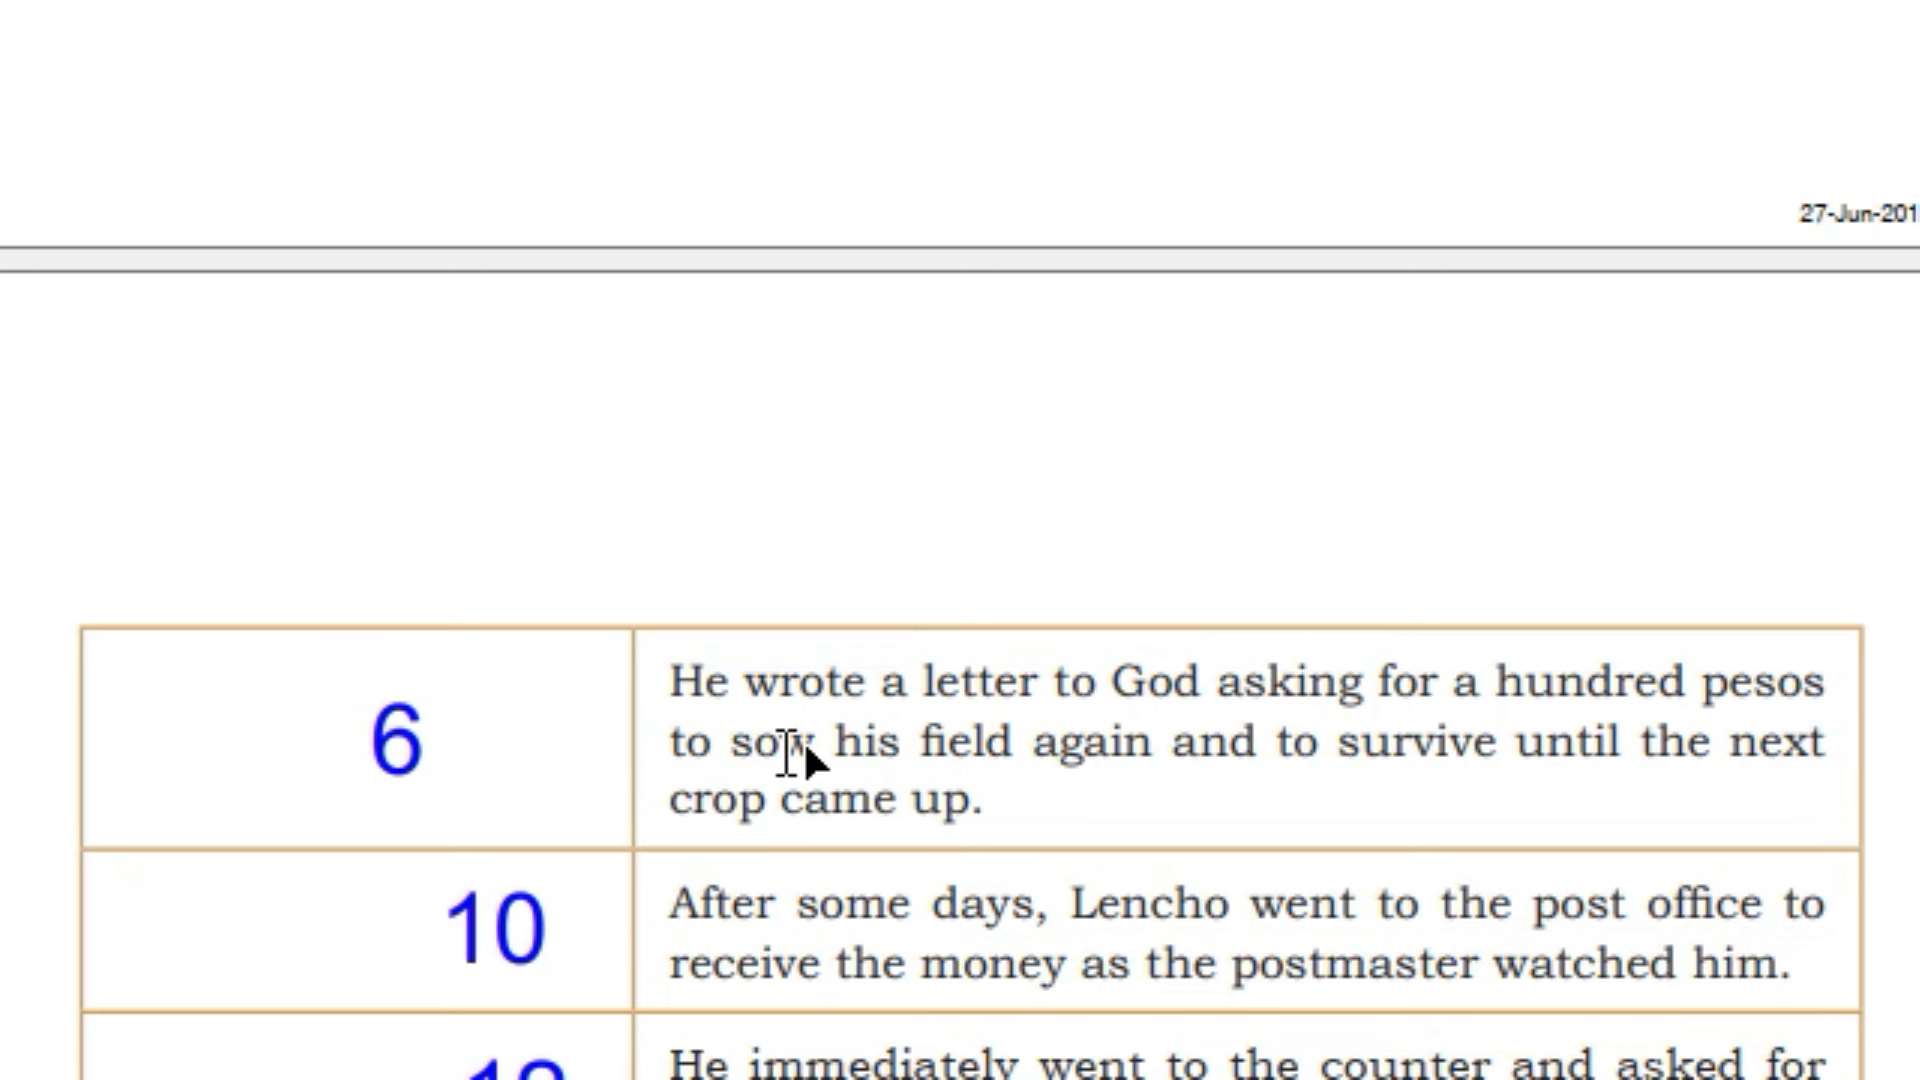 27-Jun-201
6
He wrote a letter to God asking for a hundred pesos
to sow his field again and to survive until the next
crop came up.
10
After some days, Lencho went to the post office to
receive the money as the postmaster watched him.
He immediately went to the counter and asked for